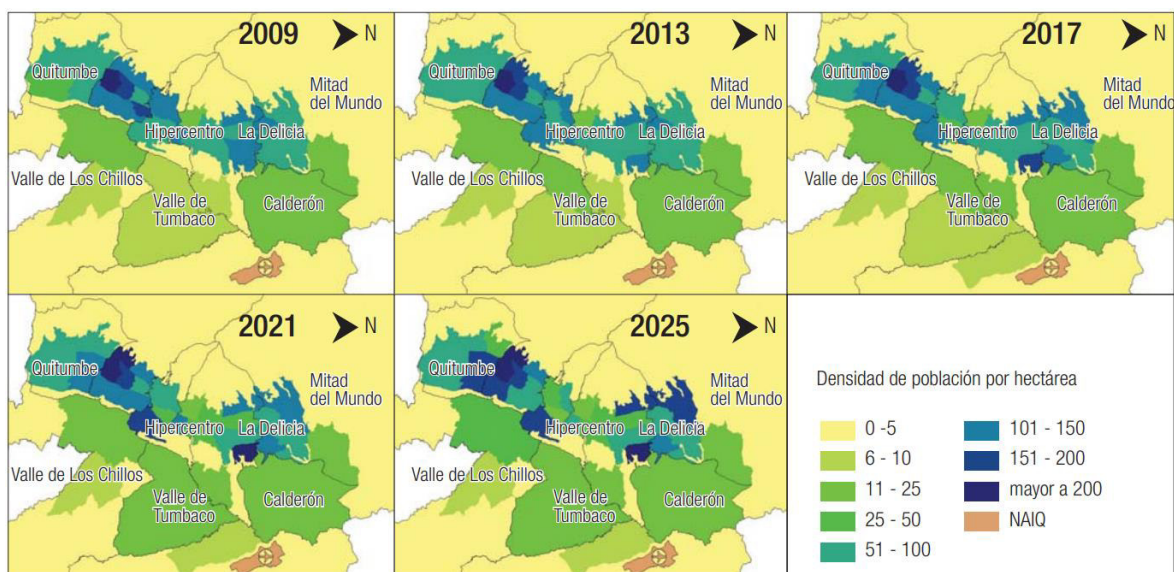 2009
N
Quitumbe
Mitad
del Mundo
Hipercentro
La Delicia
Valle de Los Chillos
Valle de
Tumbaco
Calderón
2013
N
Quitumbe
Mitad
del Mundo
Hipercentro
La Delicia
Valle de Los Chillos
Valle de
Tumbaco
Calderón
2017
N
Quitumbe
Mitad
del Mundo
Hipercentro
La Delicia
Valle de Los Chillos
Valle de
Tumbaco
Calderón
2021
N
Quitumbe
Mitad
del Mundo
Hipercentro
La Delicia
Valle de Los Chillos
Valle de
Tumbaco
Calderón
2025
N
Quitumbe
Mitad
del Mundo
Hipercentro
La Delicia
Valle de Los Chillos
Valle de
Tumbaco
Calderón
Densidad de población por hectárea
0 -5
6 - 10
11 - 25
25 - 50
51 - 100
101 - 150
151 - 200
mayor a 200
NAIQ